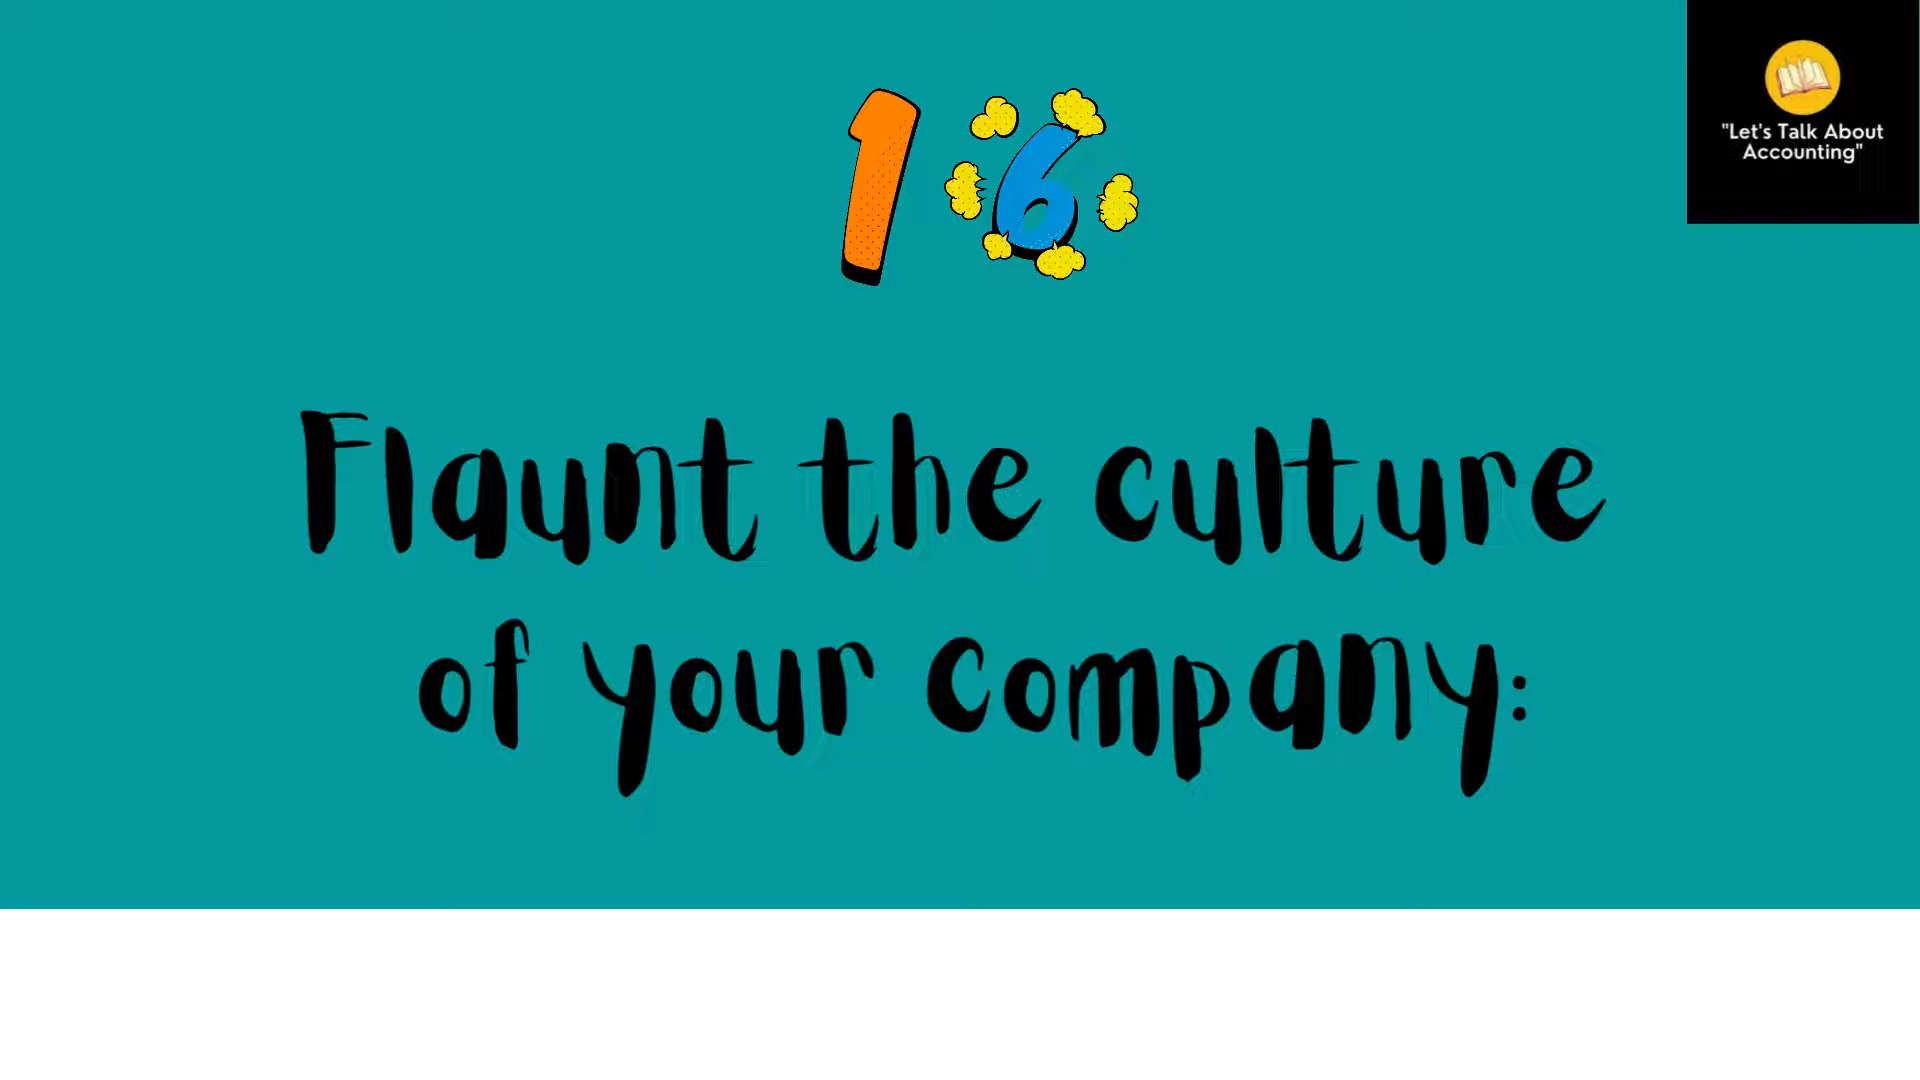 16
"Let's Talk About
Accounting"
Flaunt the culture
of your company: